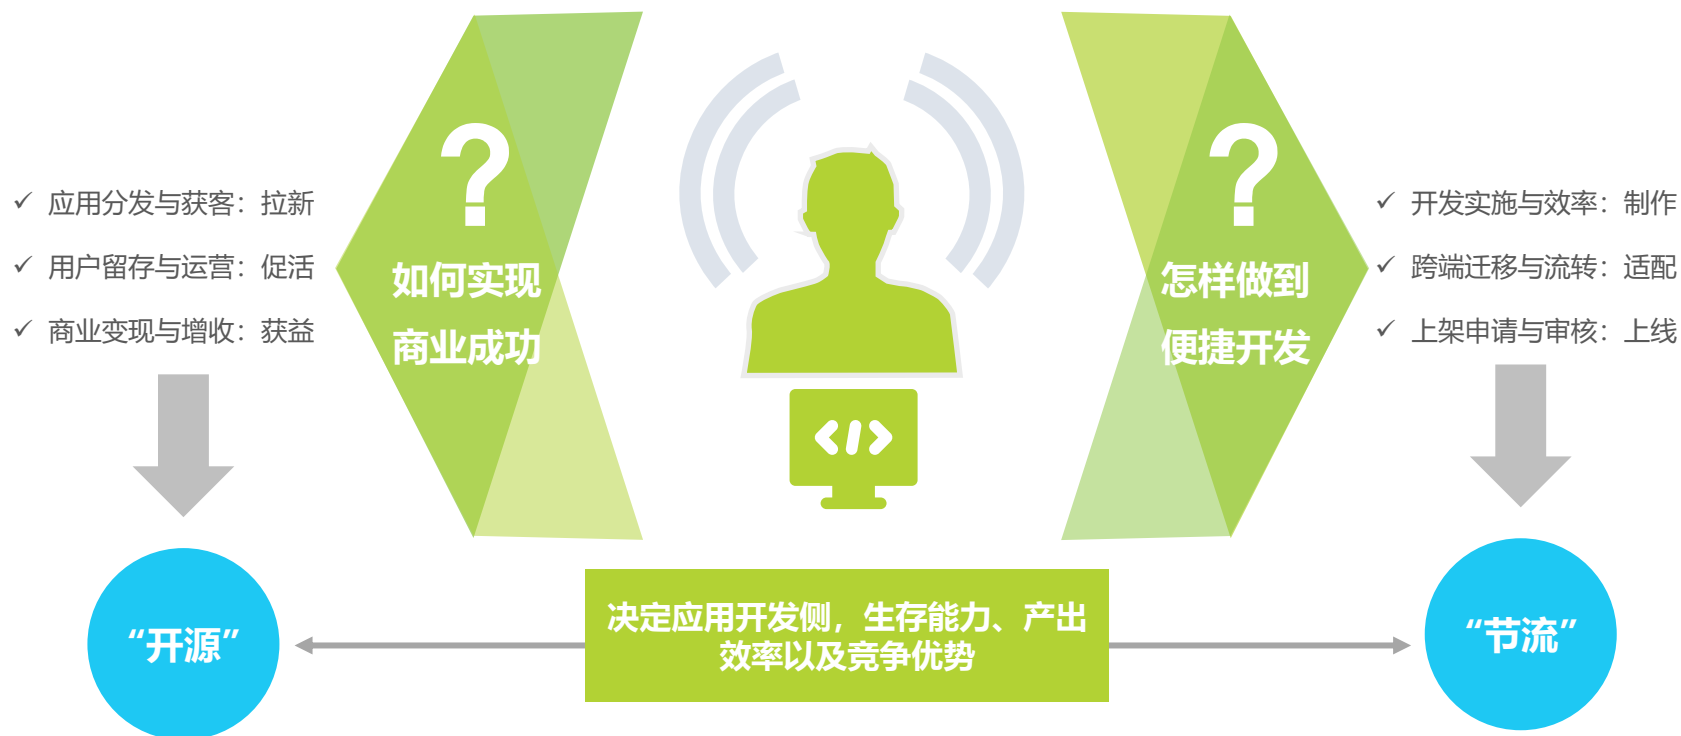 ?
如何实现
商业成功
✓ 应用分发与获客：拉新
✓ 用户留存与运营：促活
✓ 商业变现与增收：获益
</>
?
怎样做到
便捷开发
✓ 开发实施与效率：制作
✓ 跨端迁移与流转：适配
✓ 上架申请与审核：上线
“开源”
决定应用开发侧，生存能力、产出
效率以及竞争优势
“节流”